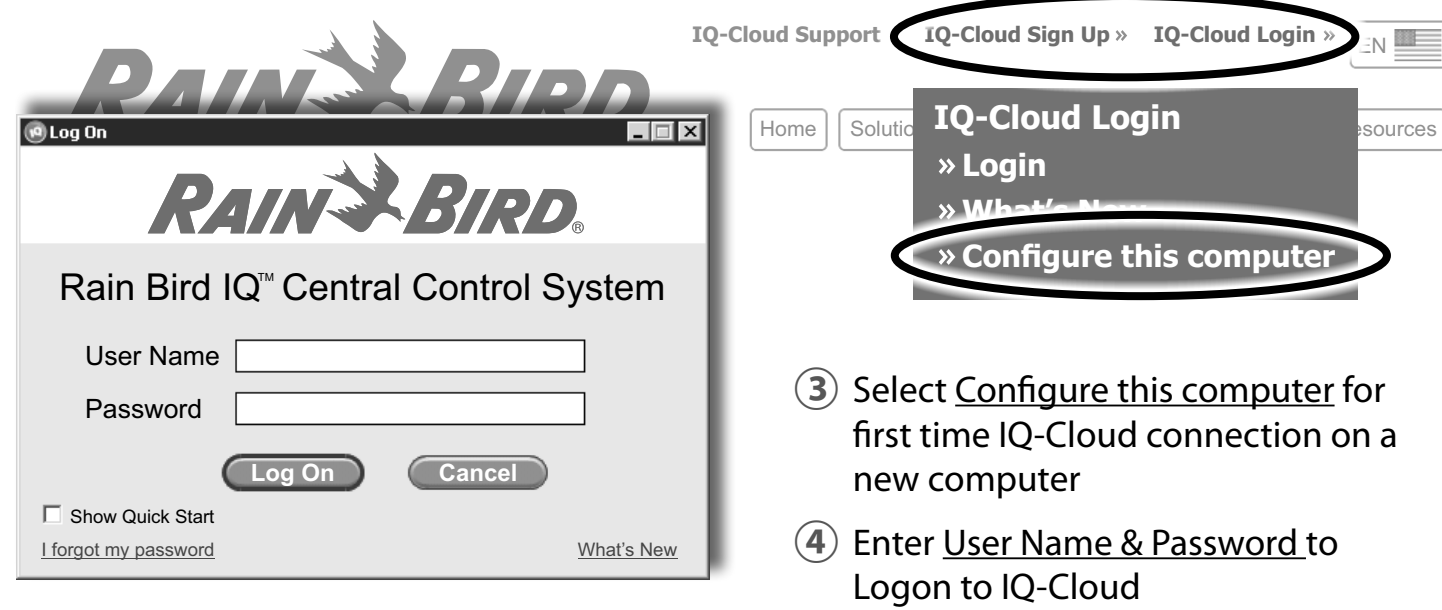 RAIN BIRD
IQ-Cloud Support IQ-Cloud Sign Up » IQ-Cloud Login » EN
Home
IQ-Cloud Login
» Login
» What's New
» Configure this computer
Log On
RAIN BIRD®
Rain Bird IQ™ Central Control System
User Name
Password
Log On Cancel
Show Quick Start
I forgot my password What's New
③ Select Configure this computer for
first time IQ-Cloud connection on a
new computer
④ Enter User Name & Password to
Logon to IQ-Cloud